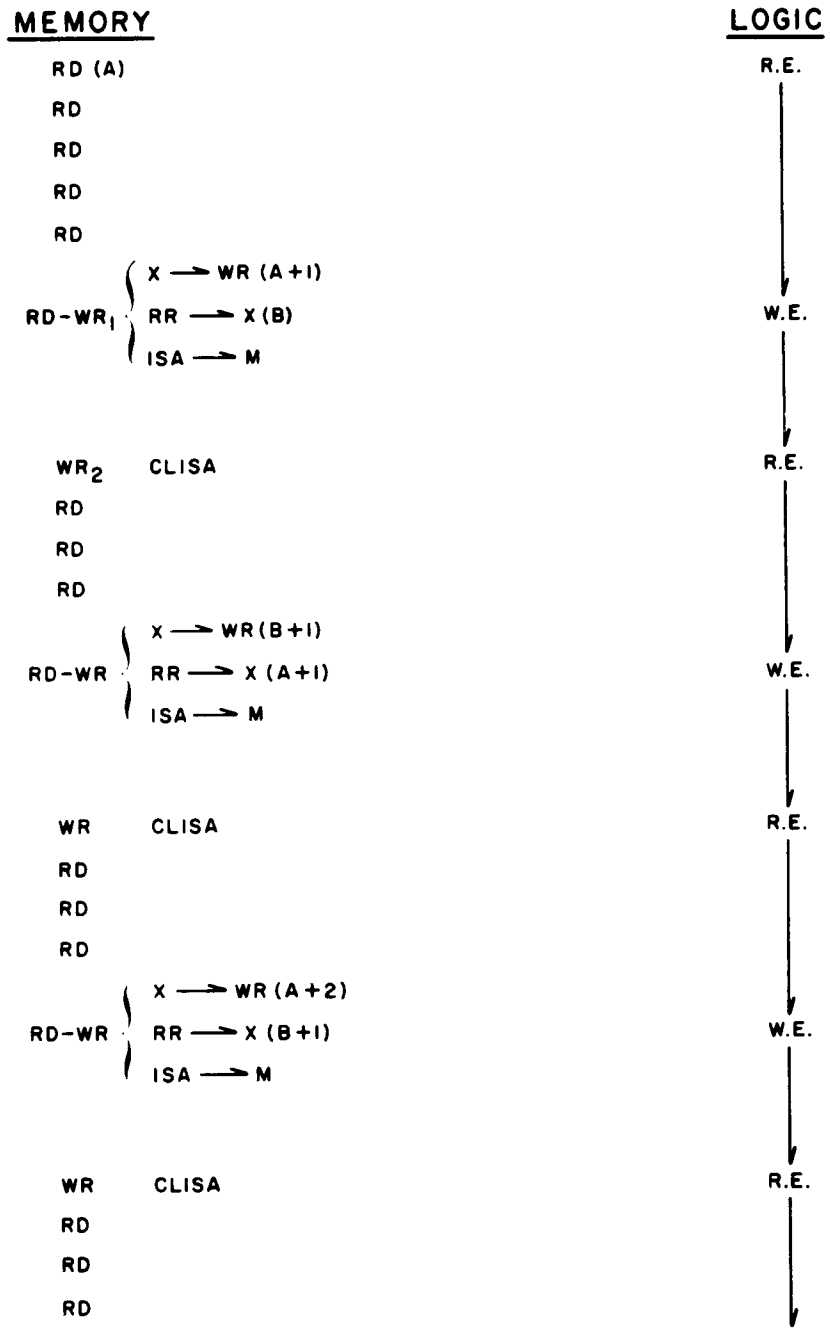 MEMORY LOGIC
RD (A) R.E.
RD
RD
RD
RD
X → WR (A+1)
RD-WR₁ RR → X (B) W.E.
ISA → M
WR₂ CLISA R.E.
RD
RD
RD
X → WR (B+1)
RD-WR RR → X (A+1) W.E.
ISA → M
WR CLISA R.E.
RD
RD
RD
X → WR (A+2)
RD-WR RR → X (B+1) W.E.
ISA → M
WR CLISA R.E.
RD
RD
RD